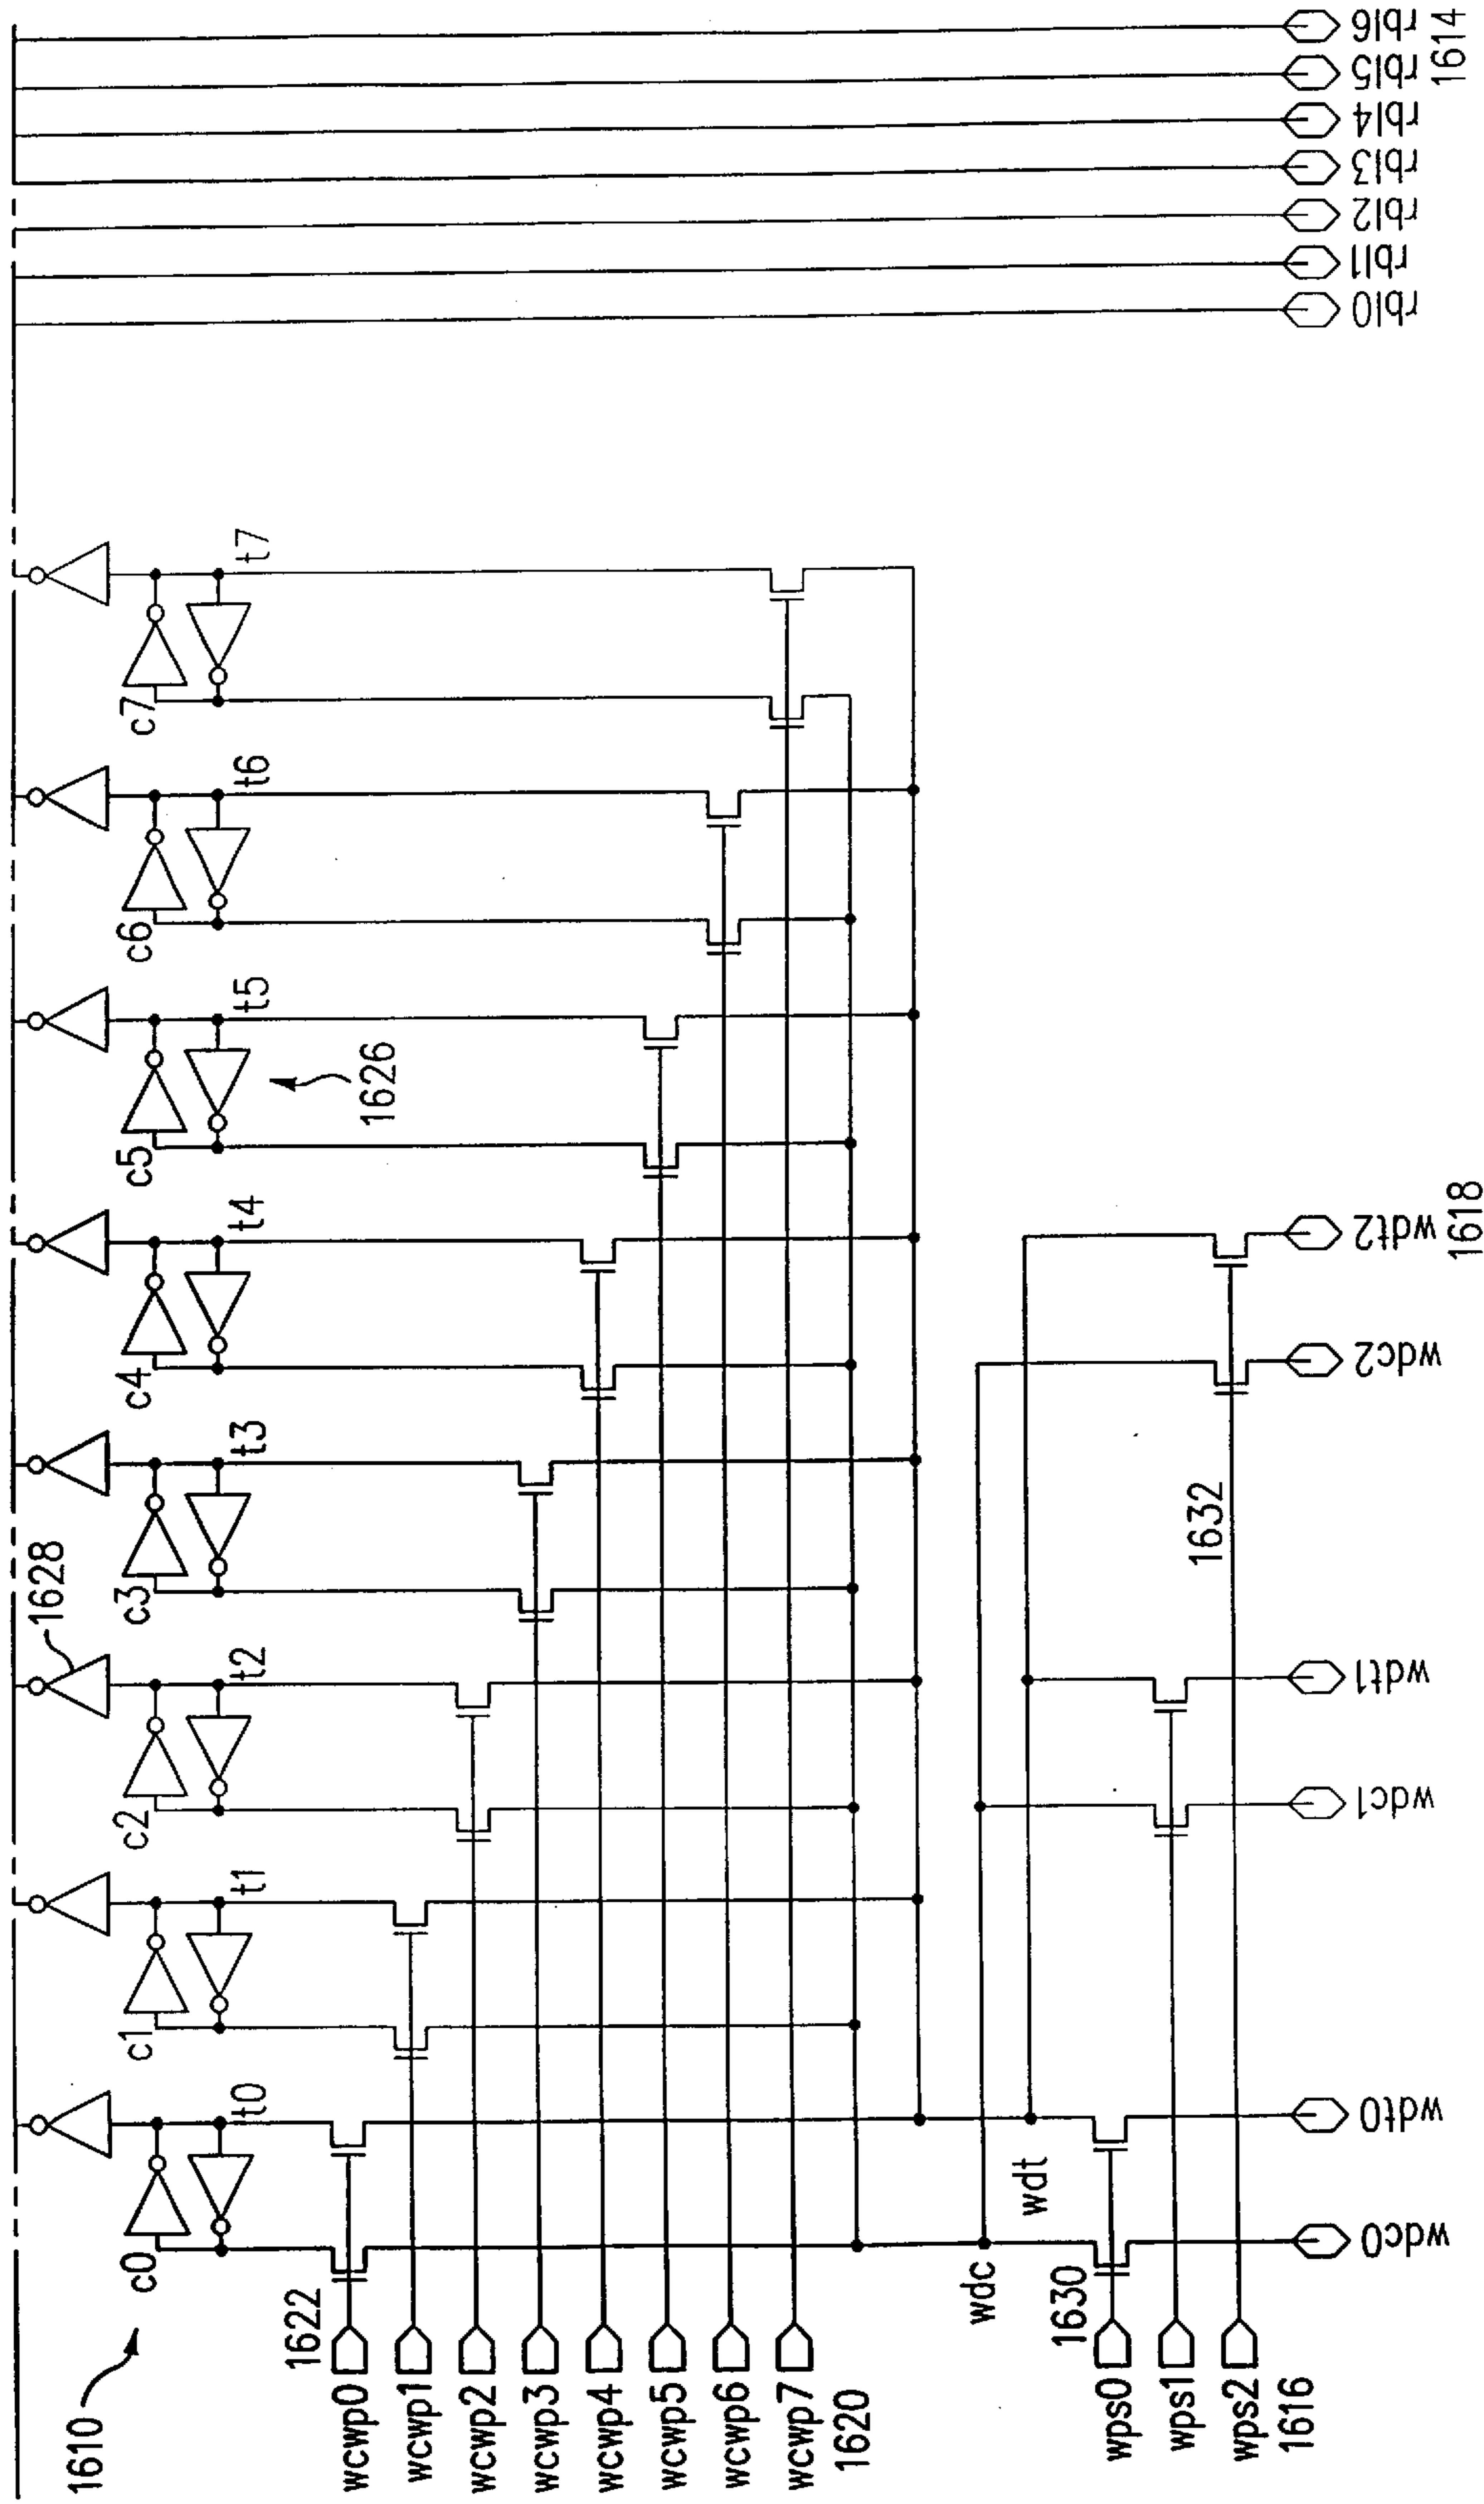 1610
1628
c0
t0
c1
t1
c2
t2
c3
t3
c4
t4
c5
t5
c6
t6
c7
t7
1626
1622
wcwp0
wcwp1
wcwp2
wcwp3
wcwp4
wcwp5
wcwp6
wcwp7
1620
wdc
wdt
1630
1632
wps0
wps1
wps2
1616
wdc0
wdt0
wdc1
wdt1
wdc2
wdt2
1618
rbl0
rbl1
rbl2
rbl3
rbl4
rbl5
rbl6
1614